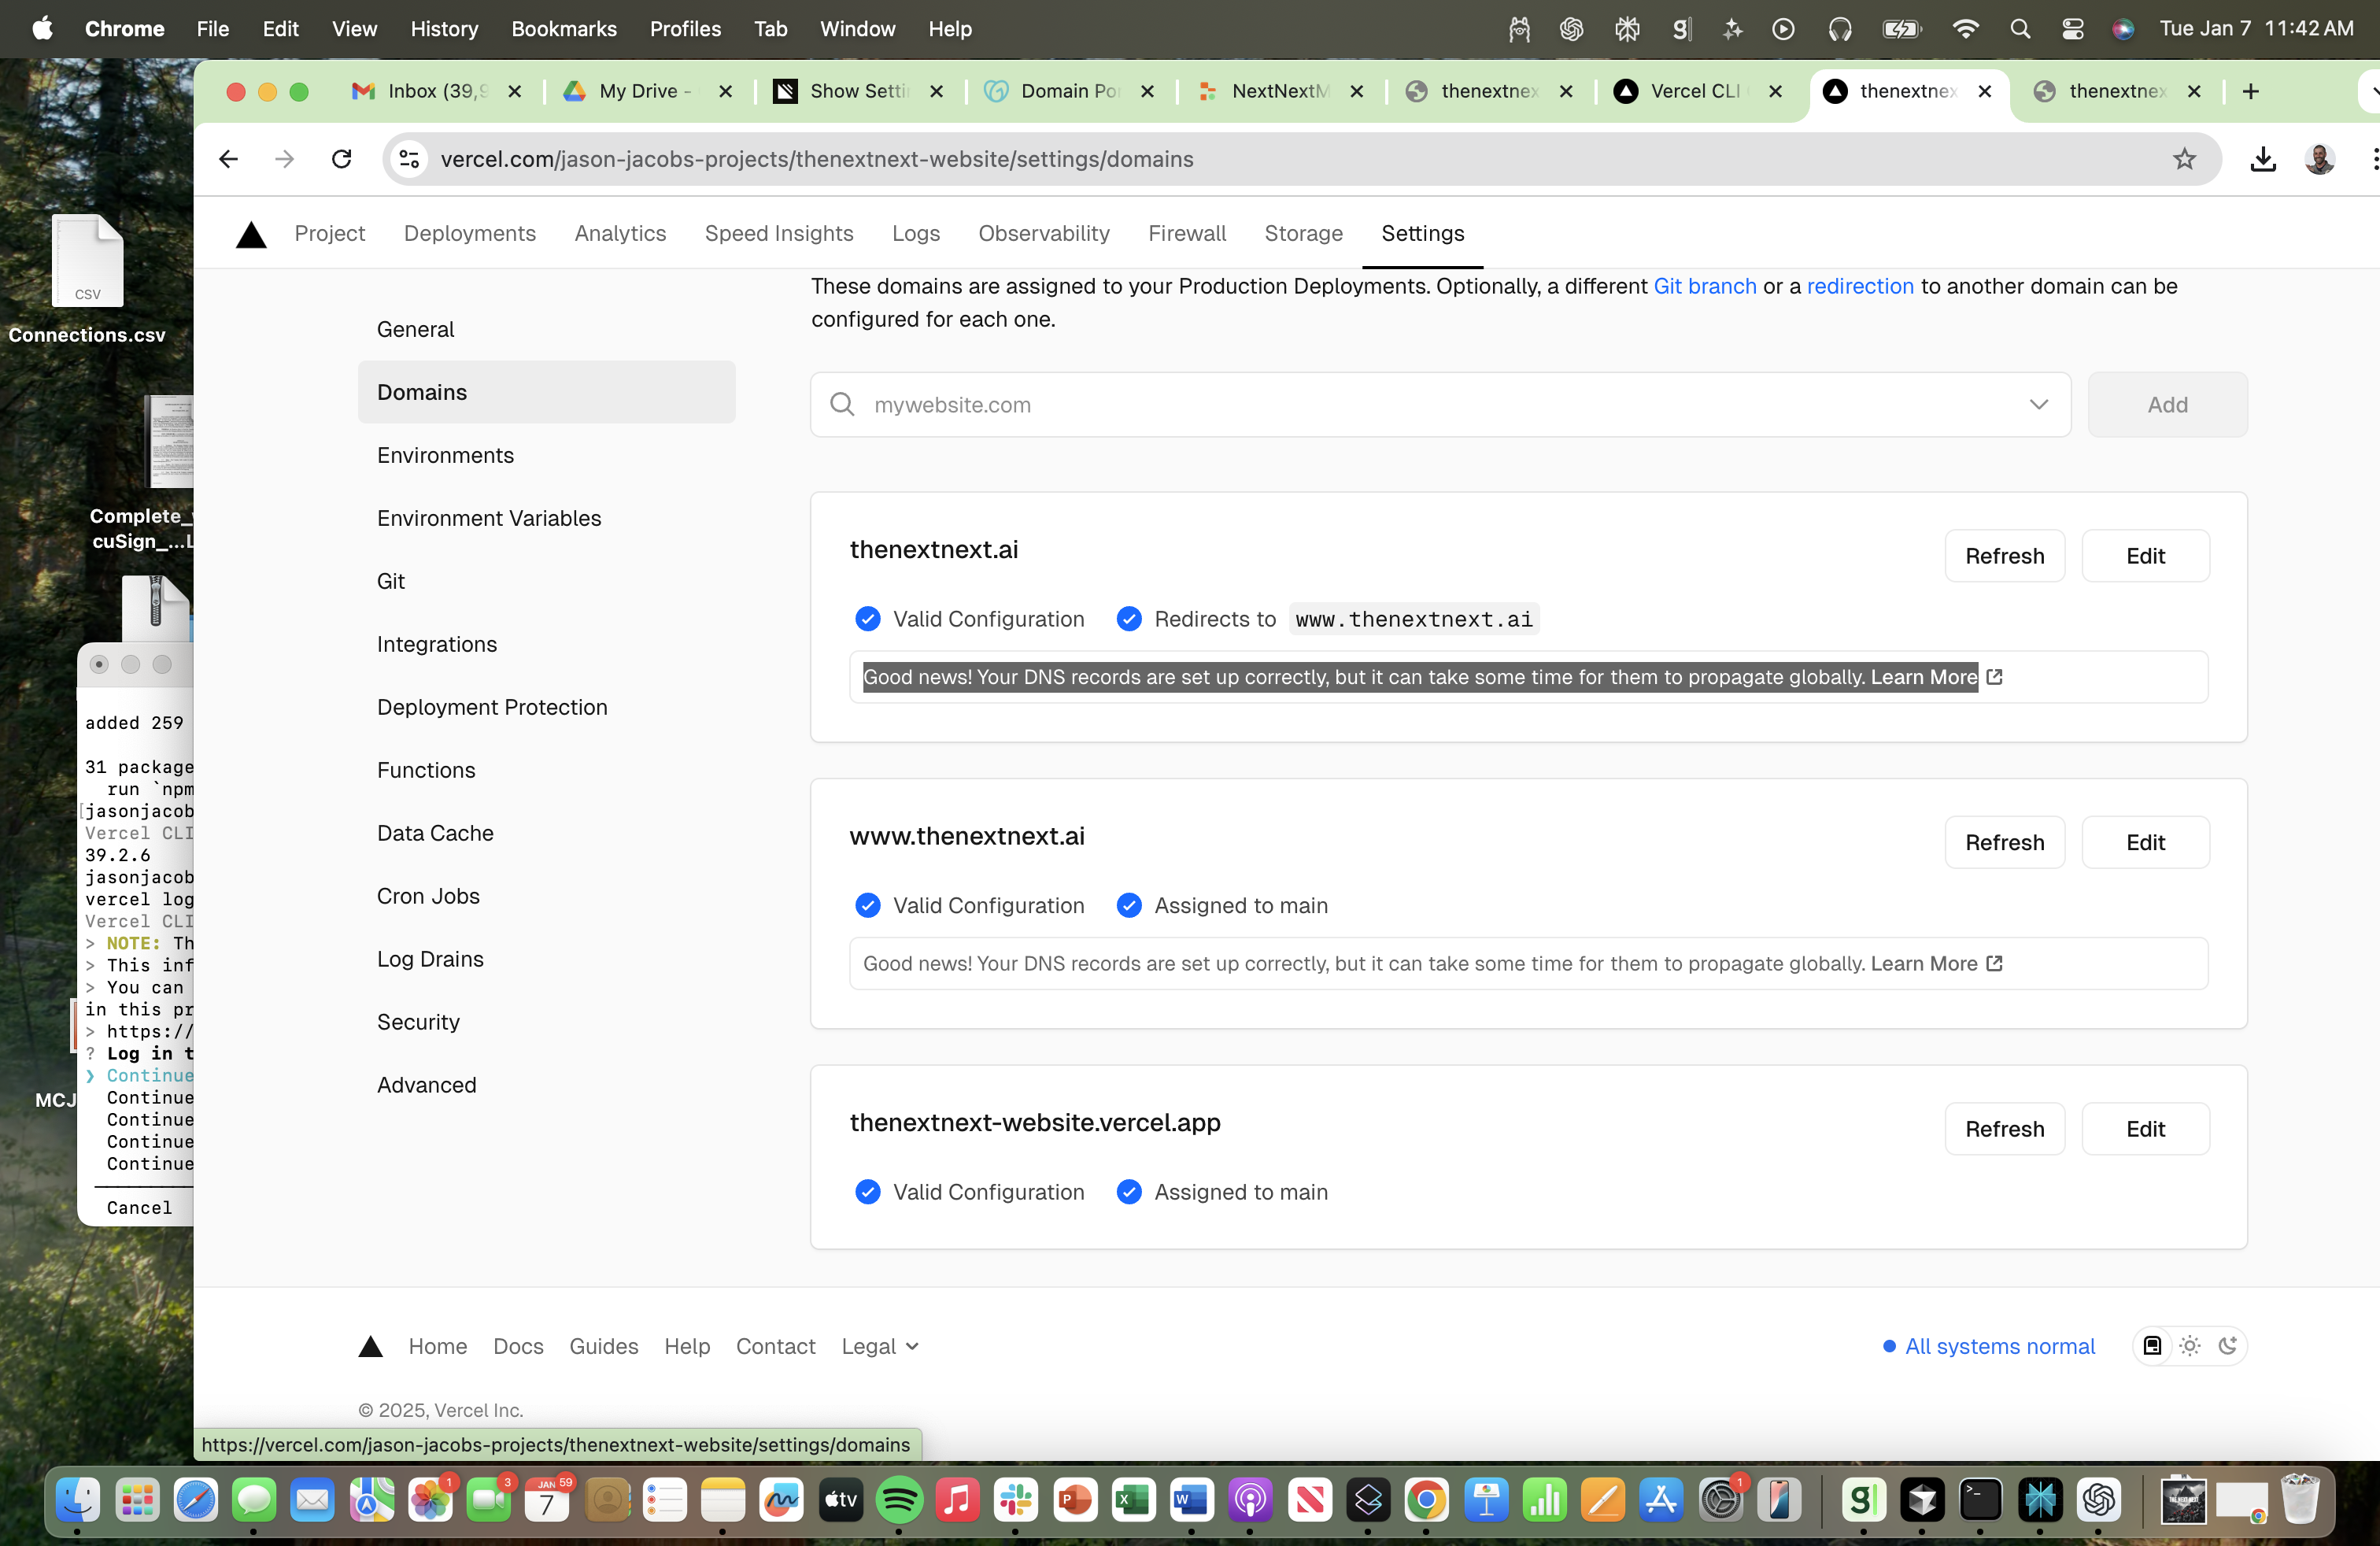 Chrome File Edit View History Bookmarks Profiles Tab Window Help
Tue Jan 7 11:42 AM
Inbox (39,9
My Drive -
Show Setti
Domain Por
NextNextM
thenextnex
Vercel CLI
thenextnex
thenextnex
vercel.com/jason-jacobs-projects/thenextnext-website/settings/domains
Project Deployments Analytics Speed Insights Logs Observability Firewall Storage Settings
These domains are assigned to your Production Deployments. Optionally, a different Git branch or a redirection to another domain can be
configured for each one.
General
Domains
Environments
Environment Variables
Git
Integrations
Deployment Protection
Functions
Data Cache
Cron Jobs
Log Drains
Security
Advanced
mywebsite.com
Add
thenextnext.ai
Refresh Edit
Valid Configuration Redirects to www.thenextnext.ai
Good news! Your DNS records are set up correctly, but it can take some time for them to propagate globally. Learn More
www.thenextnext.ai
Refresh Edit
Valid Configuration Assigned to main
Good news! Your DNS records are set up correctly, but it can take some time for them to propagate globally. Learn More
thenextnext-website.vercel.app
Refresh Edit
Valid Configuration Assigned to main
Home Docs Guides Help Contact Legal
All systems normal
© 2025, Vercel Inc.
https://vercel.com/jason-jacobs-projects/thenextnext-website/settings/domains
CSV
Connections.csv
Complete_
cuSign_...L
MCJ
added 259
31 package
run `npm
[jasonjacob
Vercel CLI
39.2.6
jasonjacob
vercel log
Vercel CLI
> NOTE: Th
> This inf
> You can
in this pr
> https://
? Log in t
❯ Continue
Continue
Continue
Continue
Continue
Cancel
1
3
JAN 59
7
tv
1